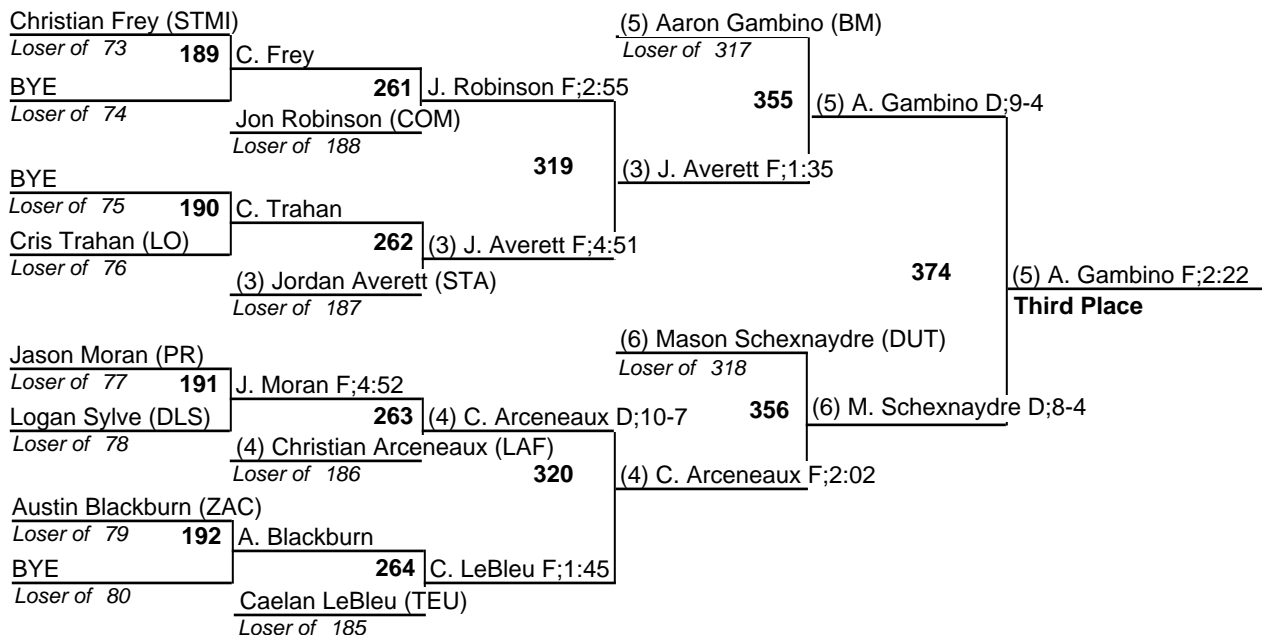 Christian Frey (STMI)
(5) Aaron Gambino (BM)
Loser of 73
189
C. Frey
Loser of 317
BYE
261
J. Robinson F;2:55
355
(5) A. Gambino D;9-4
Loser of 74
Jon Robinson (COM)
Loser of 188
319
(3) J. Averett F;1:35
BYE
Loser of 75
190
C. Trahan
Cris Trahan (LO)
262
(3) J. Averett F;4:51
Loser of 76
374
(5) A. Gambino F;2:22
(3) Jordan Averett (STA)
Loser of 187
Third Place
Jason Moran (PR)
(6) Mason Schexnaydre (DUT)
Loser of 77
191
J. Moran F;4:52
Loser of 318
Logan Sylve (DLS)
263
(4) C. Arceneaux D;10-7
356
(6) M. Schexnaydre D;8-4
Loser of 78
(4) Christian Arceneaux (LAF)
Loser of 186
320
(4) C. Arceneaux F;2:02
Austin Blackburn (ZAC)
Loser of 79
192
A. Blackburn
BYE
264
C. LeBleu F;1:45
Loser of 80
Caelan LeBleu (TEU)
Loser of 185